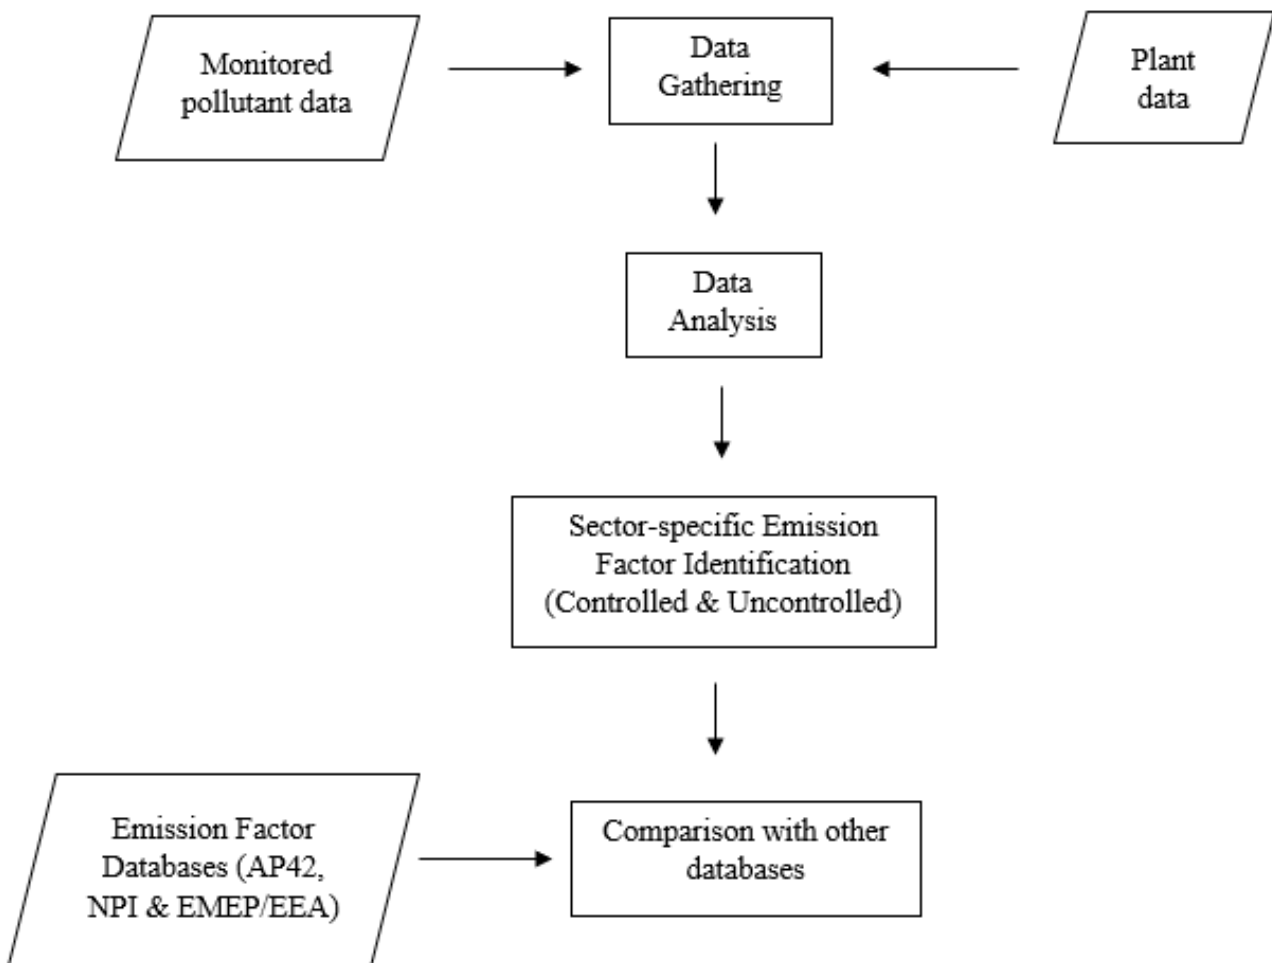 Monitored
pollutant data
Data
Gathering
Plant
data
Data
Analysis
Sector-specific Emission
Factor Identification
(Controlled & Uncontrolled)
Emission Factor
Databases (AP42,
NPI & EMEP/EEA)
Comparison with other
databases